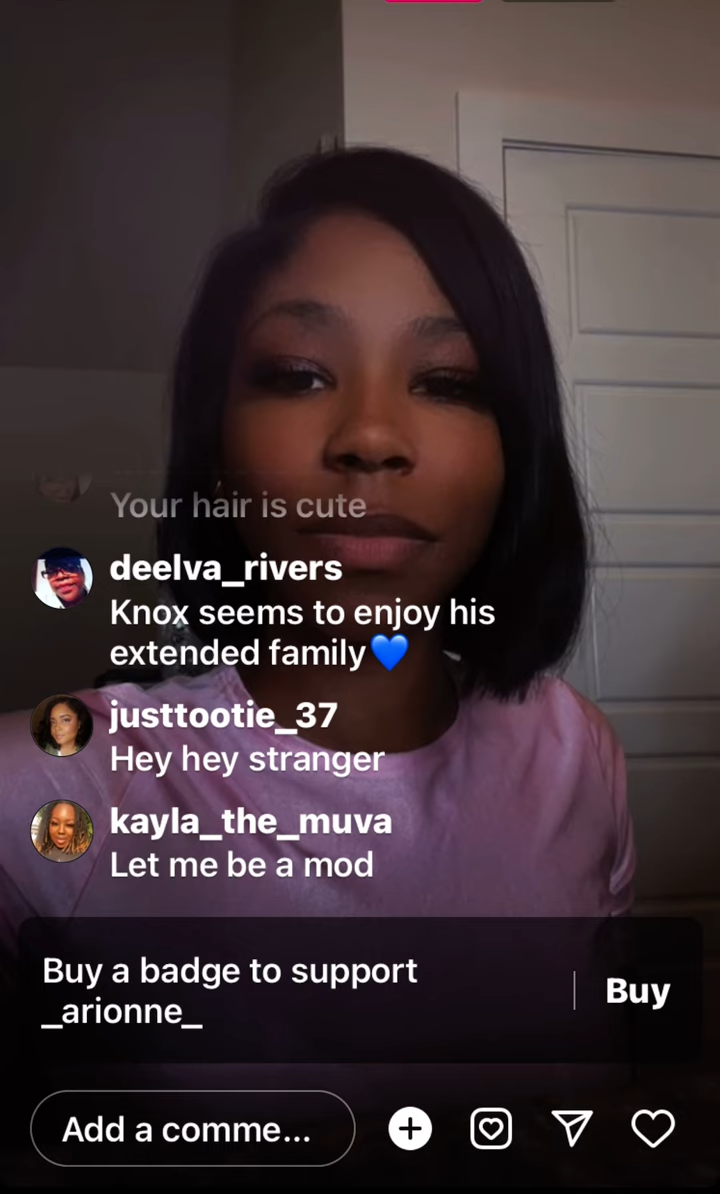 Your hair is cute
deelva_rivers
Knox seems to enjoy his
extended family💙
justtootie_37
Hey hey stranger
kayla_the_muva
Let me be a mod
Buy a badge to support
_arionne_
Buy
Add a comme...